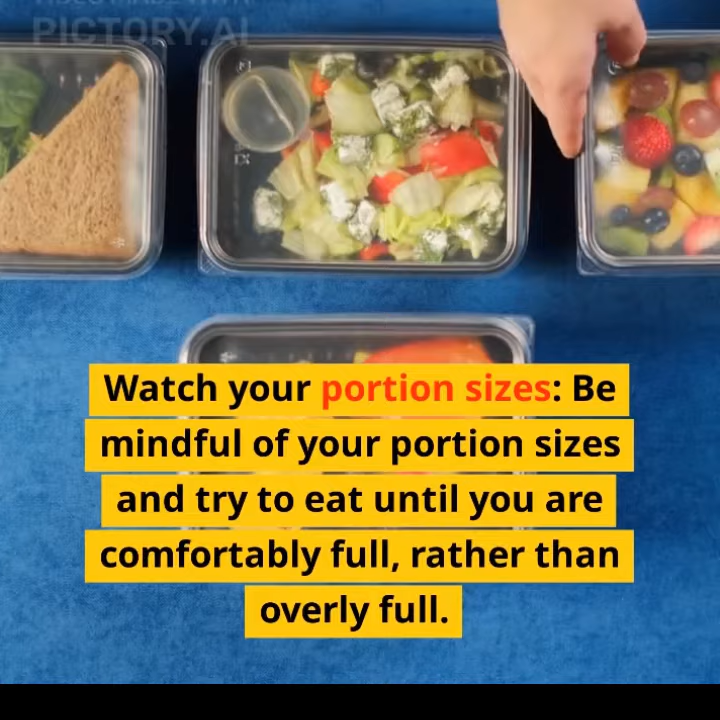 PICTORY.AI
Watch your portion sizes: Be
mindful of your portion sizes
and try to eat until you are
comfortably full, rather than
overly full.